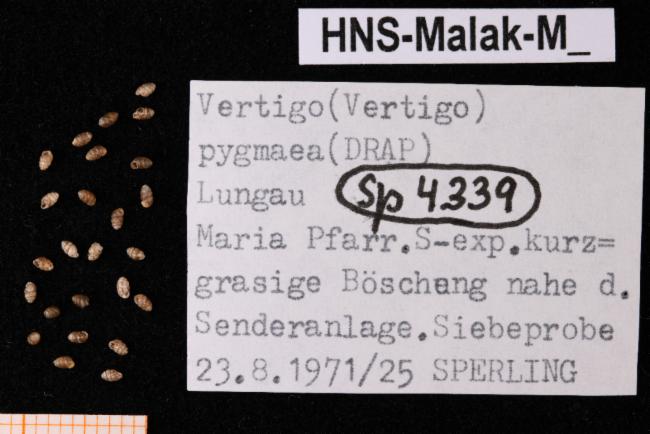 HNS-Malak-M_
Vertigo(Vertigo)
pygmaea(DRAP)
Lungau Sp 4339
Maria Pfarr.S-exp.kurz=
grasige Böschung nahe d.
Senderanlage.Siebeprobe
23.8.1971/25 SPERLING